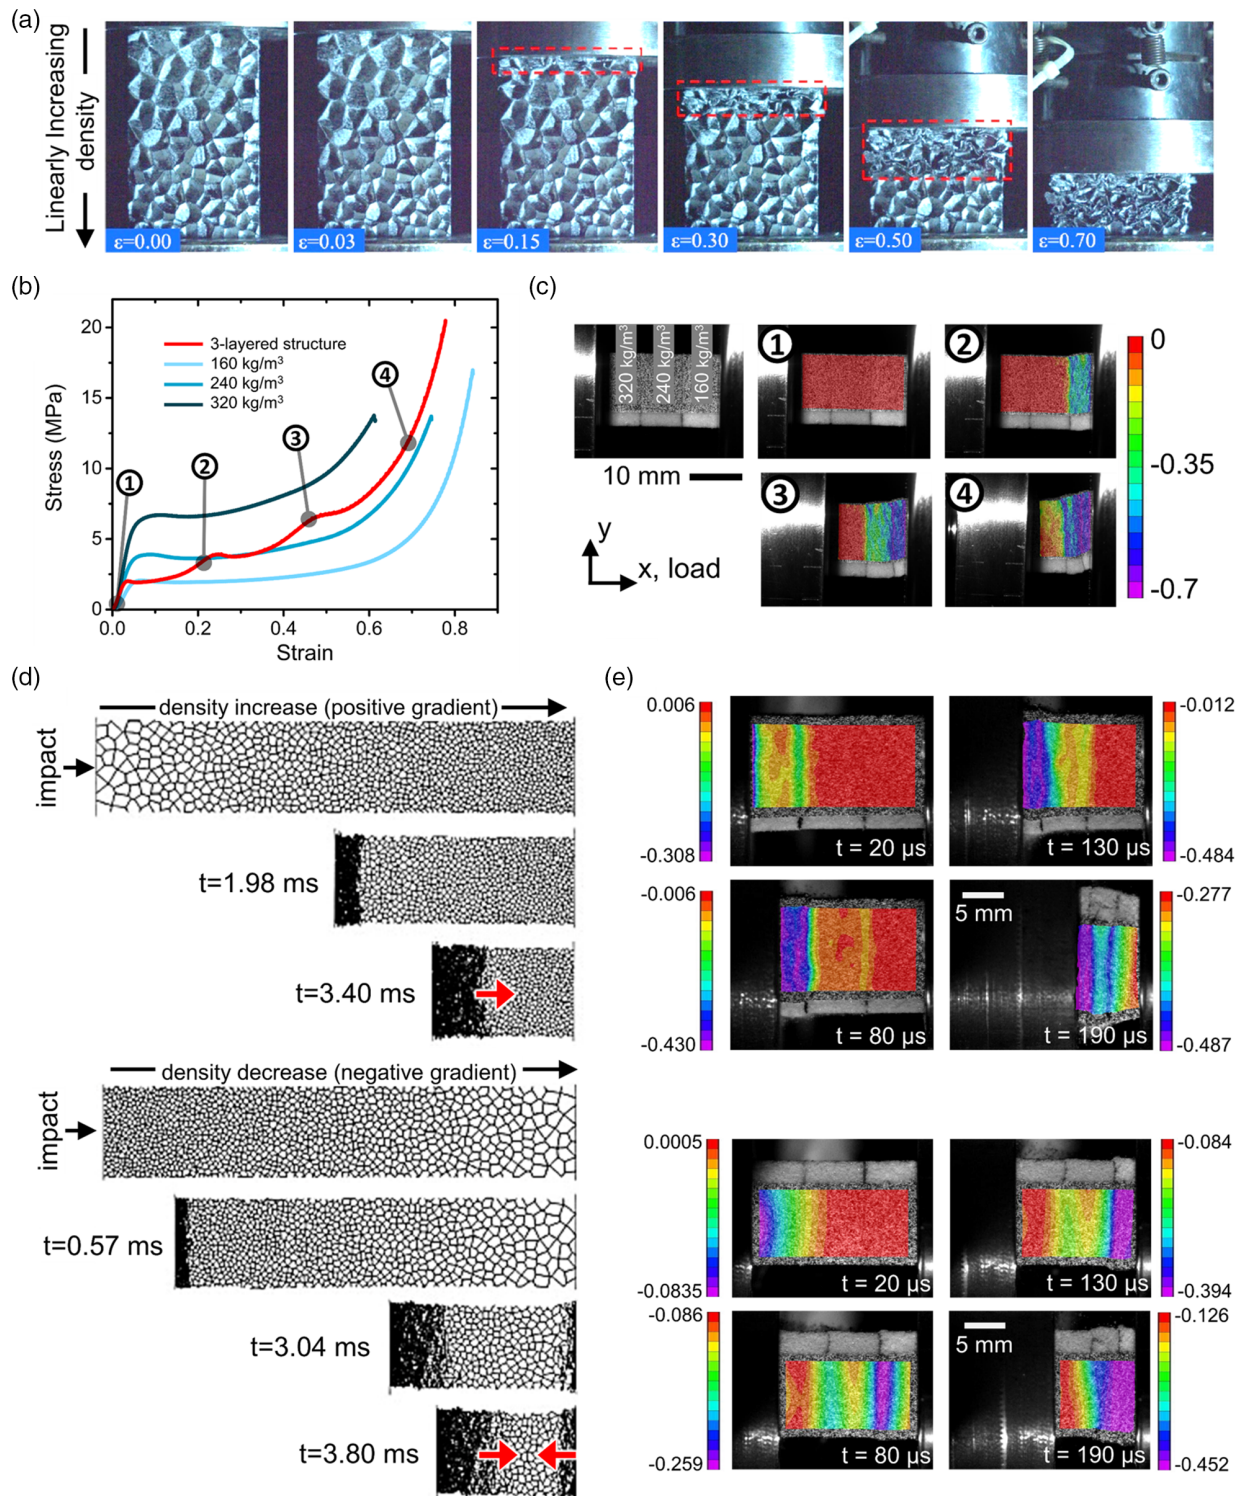 (a)
Linearly Increasing
density
ε=0.00
ε=0.03
ε=0.15
ε=0.30
ε=0.50
ε=0.70
(b)
Stress (MPa)
20
15
10
5
0
0.0
0.2
0.4
0.6
0.8
Strain
3-layered structure
160 kg/m³
240 kg/m³
320 kg/m³
①
②
③
④
(c)
320 kg/m³
240 kg/m³
160 kg/m³
①
②
10 mm
③
④
y
x, load
0
-0.35
-0.7
(d)
density increase (positive gradient)
impact
t=1.98 ms
t=3.40 ms
density decrease (negative gradient)
impact
t=0.57 ms
t=3.04 ms
t=3.80 ms
(e)
0.006
-0.308
t = 20 µs
-0.012
-0.484
t = 130 µs
-0.006
-0.430
t = 80 µs
-0.277
-0.487
5 mm
t = 190 µs
0.0005
-0.0835
t = 20 µs
-0.084
-0.394
t = 130 µs
-0.086
-0.259
t = 80 µs
-0.126
-0.452
5 mm
t = 190 µs